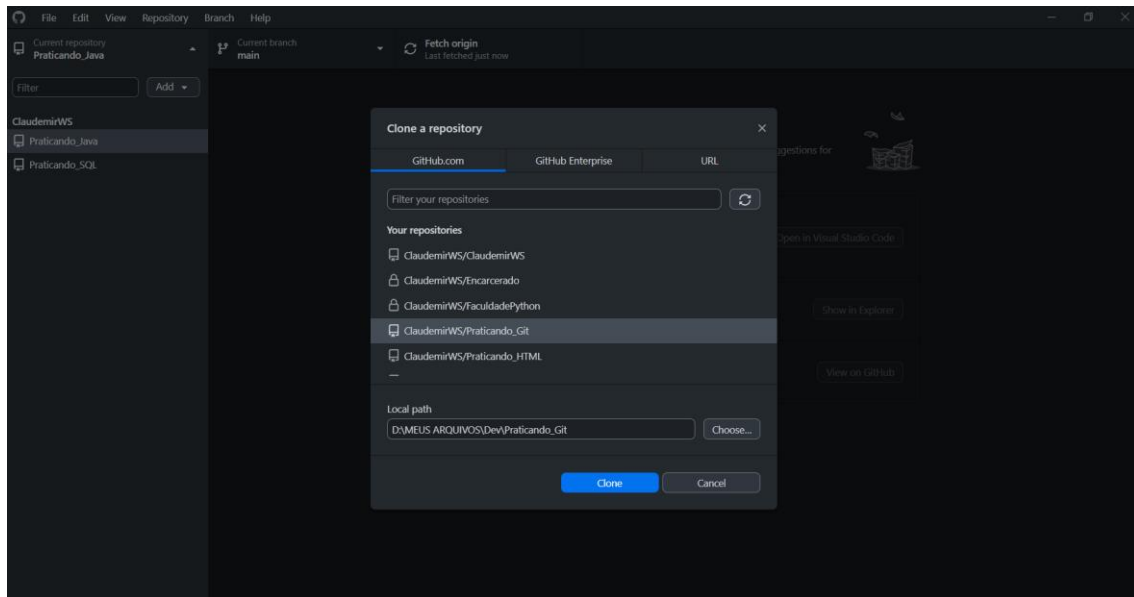 File Edit View Repository Branch Help
Current repository
Praticando_Java
Current branch
main
Fetch origin
Last fetched just now
Filter
Add
ClaudemirWS
Praticando_Java
Praticando_SQL
Clone a repository
GitHub.com GitHub Enterprise URL
Filter your repositories
Your repositories
ClaudemirWS/ClaudemirWS
ClaudemirWS/Encarcerado
ClaudemirWS/FaculdadePython
ClaudemirWS/Praticando_Git
ClaudemirWS/Praticando_HTML
Local path
D:\MEUS ARQUIVOS\Dev\Praticando_Git
Choose...
Clone Cancel
suggestions for
Open in Visual Studio Code
Show in Explorer
View on GitHub